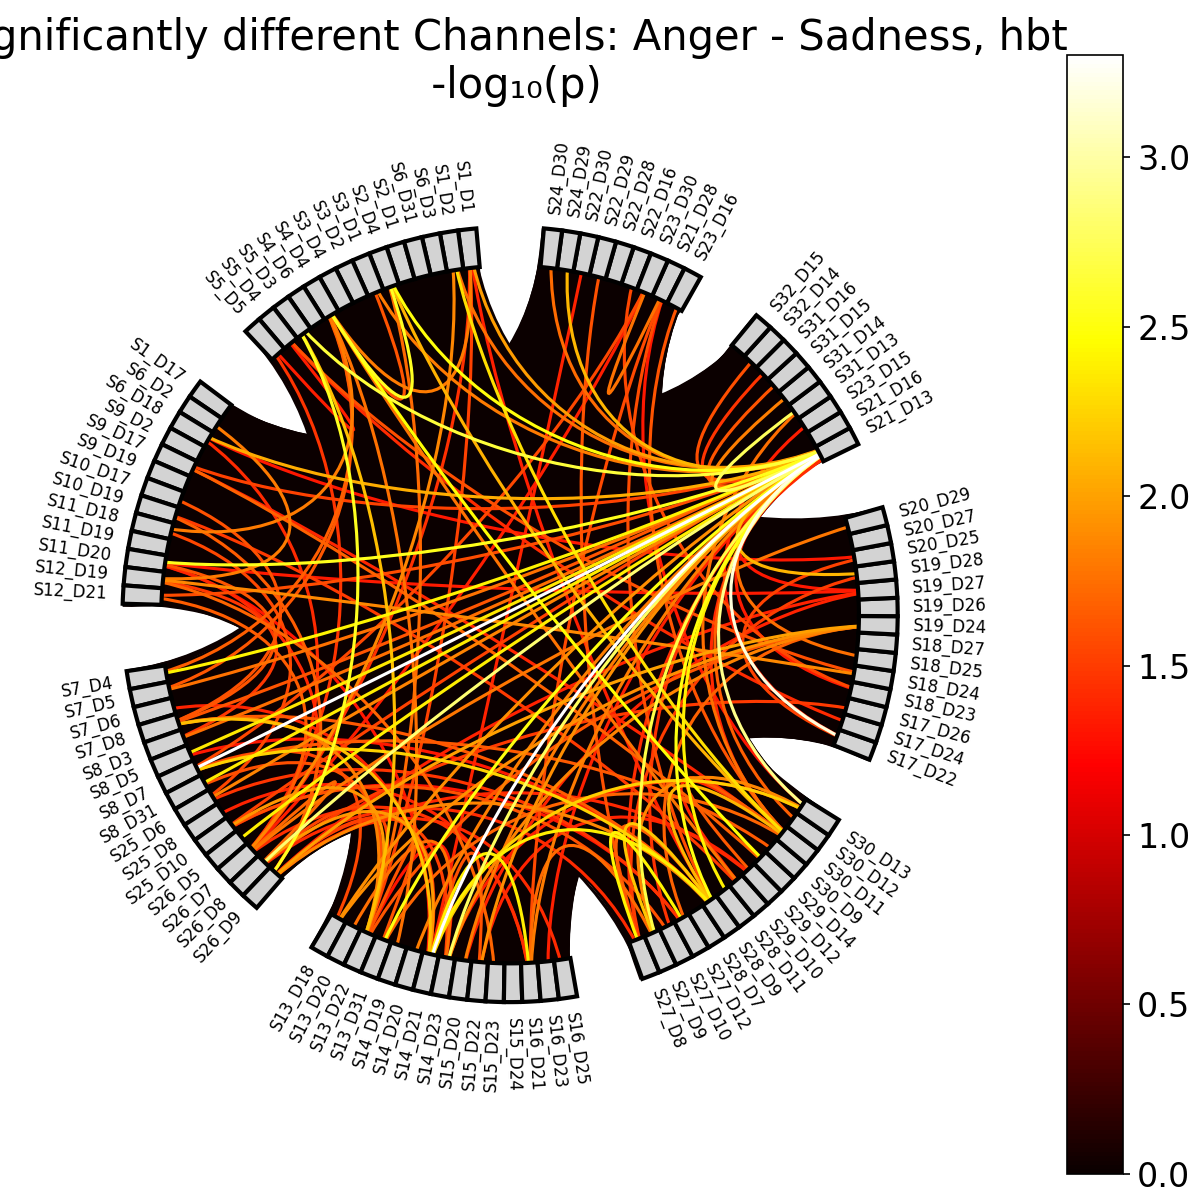 gnificantly different Channels: Anger - Sadness, hbt
-log₁₀(p)
S24_D30
S24_D29
S22_D30
S22_D29
S22_D28
S22_D16
S23_D30
S21_D28
S23_D16
S32_D15
S32_D14
S31_D16
S31_D15
S31_D14
S31_D13
S23_D15
S21_D16
S21_D13
S20_D29
S20_D27
S20_D25
S19_D28
S19_D27
S19_D26
S19_D24
S18_D27
S18_D25
S18_D24
S18_D23
S17_D26
S17_D24
S17_D22
S30_D13
S30_D12
S30_D11
S30_D9
S29_D14
S29_D12
S29_D10
S28_D11
S28_D9
S28_D7
S27_D12
S27_D10
S27_D9
S27_D8
S16_D25
S16_D23
S16_D21
S15_D24
S15_D23
S15_D22
S15_D20
S14_D23
S14_D21
S14_D20
S14_D19
S13_D31
S13_D22
S13_D20
S13_D18
S26_D9
S26_D8
S26_D7
S26_D5
S25_D10
S25_D8
S25_D6
S8_D31
S8_D7
S8_D5
S8_D3
S7_D8
S7_D6
S7_D5
S7_D4
S12_D21
S12_D19
S11_D20
S11_D19
S11_D18
S10_D19
S10_D17
S9_D19
S9_D17
S9_D2
S6_D18
S6_D2
S1_D17
S5_D5
S5_D4
S5_D3
S4_D6
S4_D4
S3_D4
S3_D2
S3_D1
S2_D4
S2_D1
S6_D31
S6_D3
S1_D2
S1_D1
3.0
2.5
2.0
1.5
1.0
0.5
0.0